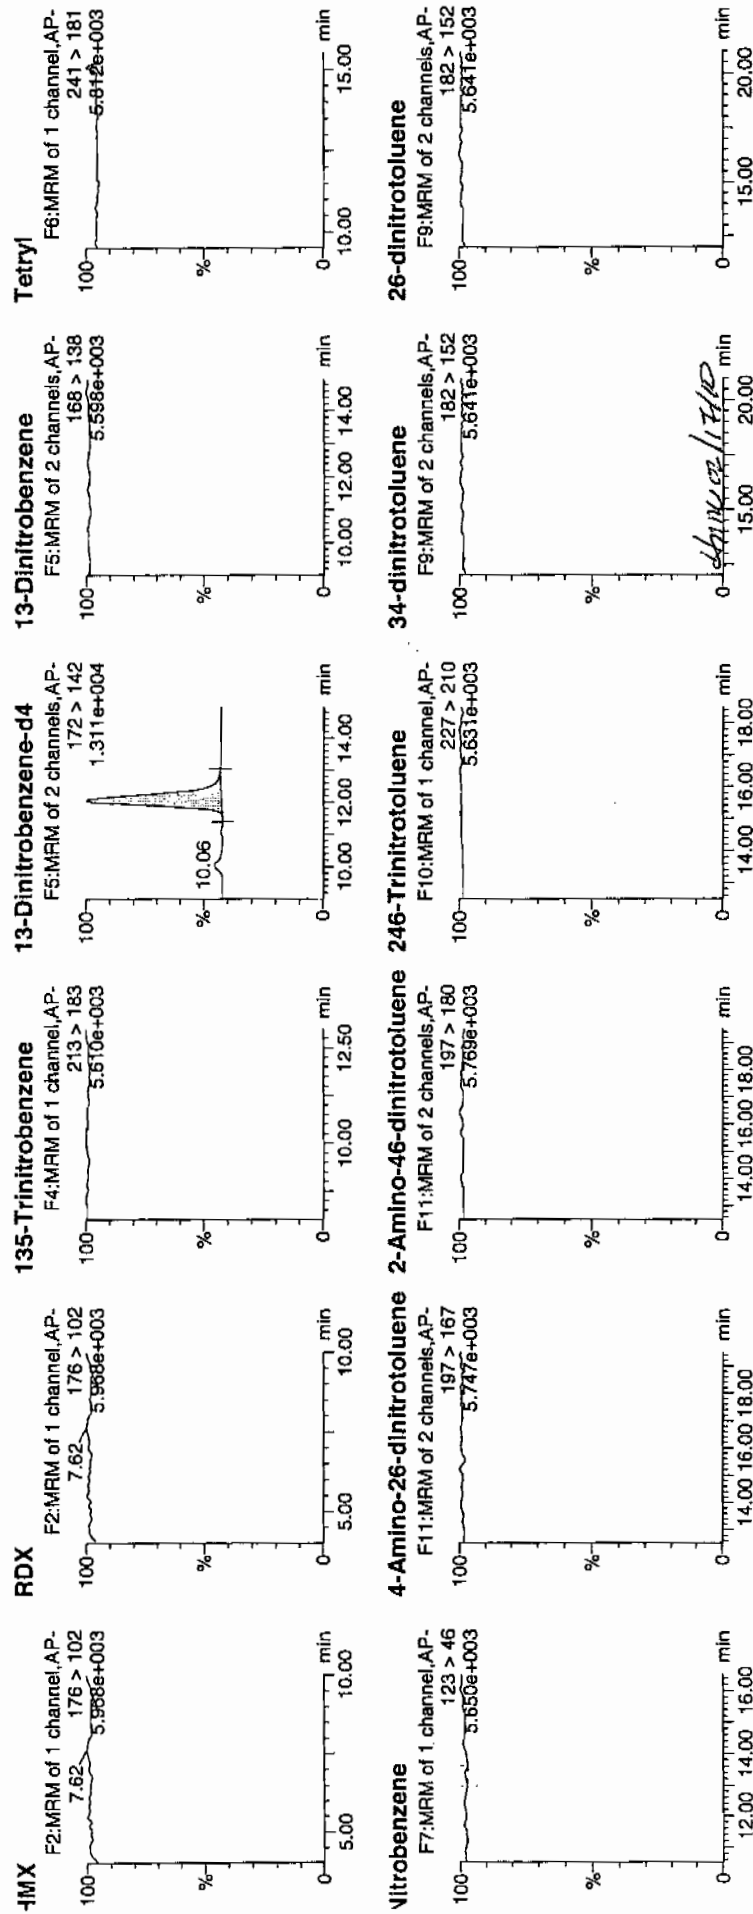 HMX
F2:MRM of 1 channel,AP-
176 > 102
7.62
5.968e+003
100
%
0
5.00
10.00
min
RDX
F2:MRM of 1 channel,AP-
176 > 102
7.62
5.968e+003
100
%
0
5.00
10.00
min
135-Trinitrobenzene
F4:MRM of 1 channel,AP-
213 > 183
5.610e+003
100
%
0
10.00
12.50
min
13-Dinitrobenzene-d4
F5:MRM of 2 channels,AP-
172 > 142
1.311e+004
100
%
10.06
0
10.00
12.00
14.00
min
13-Dinitrobenzene
F5:MRM of 2 channels,AP-
168 > 138
5.598e+003
100
%
0
10.00
12.00
14.00
min
Tetryl
F6:MRM of 1 channel,AP-
241 > 181
5.812e+003
100
%
0
10.00
15.00
min
Nitrobenzene
F7:MRM of 1 channel,AP-
123 > 46
5.650e+003
100
%
0
12.00
14.00
16.00
min
4-Amino-26-dinitrotoluene
F11:MRM of 2 channels,AP-
197 > 167
5.747e+003
100
%
0
14.00
16.00
18.00
min
2-Amino-46-dinitrotoluene
F11:MRM of 2 channels,AP-
197 > 180
5.769e+003
100
%
0
14.00
16.00
18.00
min
246-Trinitrotoluene
F10:MRM of 1 channel,AP-
227 > 210
5.631e+003
100
%
0
14.00
16.00
18.00
min
34-dinitrotoluene
F9:MRM of 2 channels,AP-
182 > 152
5.641e+003
100
%
0
15.00
20.00
min
02/17/10
26-dinitrotoluene
F9:MRM of 2 channels,AP-
182 > 152
5.641e+003
100
%
0
15.00
20.00
min